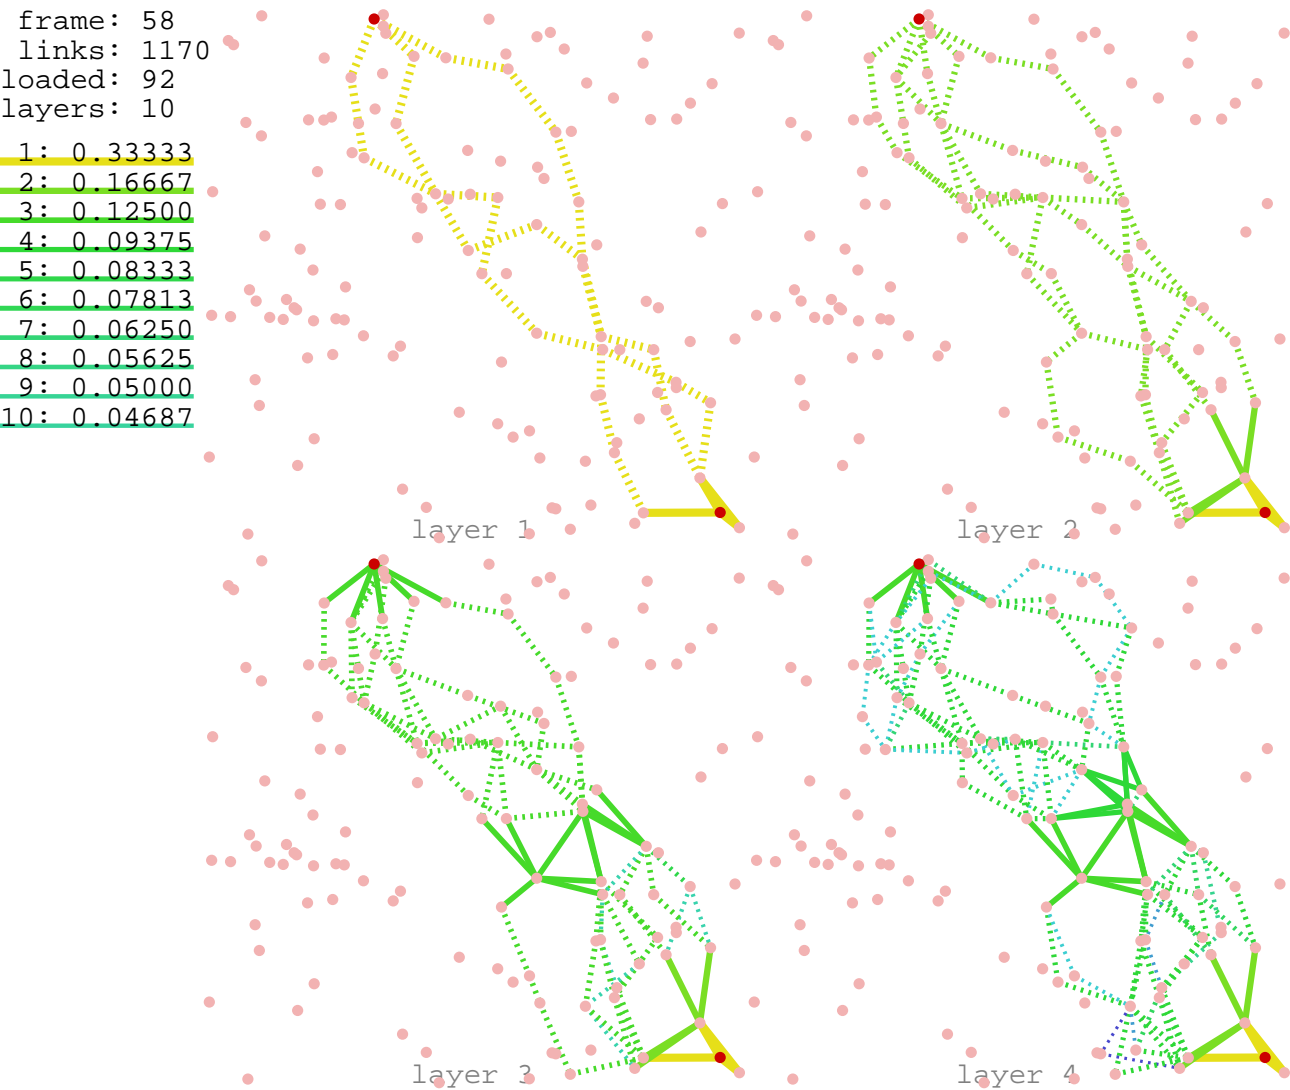 frame: 58
links: 1170
loaded: 92
layers: 10
1: 0.33333
2: 0.16667
3: 0.12500
4: 0.09375
5: 0.08333
6: 0.07813
7: 0.06250
8: 0.05625
9: 0.05000
10: 0.04687
layer 1
layer 2
layer 3
layer 4